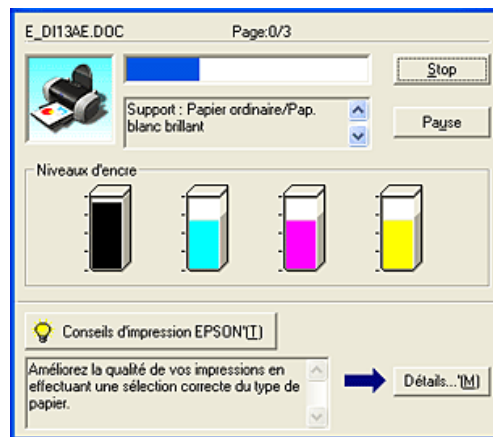 E_DI13AE.DOC Page:0/3
Stop
Support : Papier ordinaire/Pap.
blanc brillant
Pause
Niveaux d'encre
Conseils d'impression EPSON"(T)
Améliorez la qualité de vos impressions en
effectuant une sélection correcte du type de
papier.
Détails..."(M)